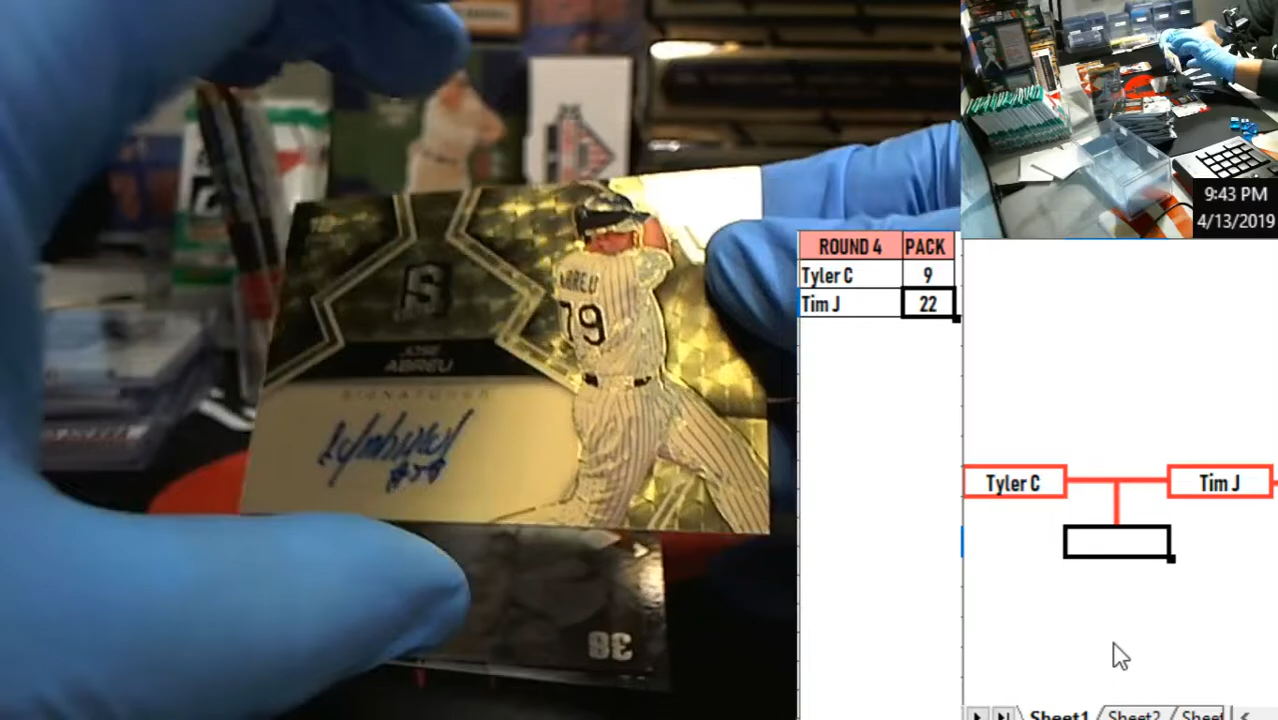 9:43 PM
4/13/2019
ROUND 4 PACK
Tyler C 9
Tim J 22
ABREU
79
S
JOSE
ABREU
SIGNATURES
Tyler C Tim J
Sheet1 Sheet2